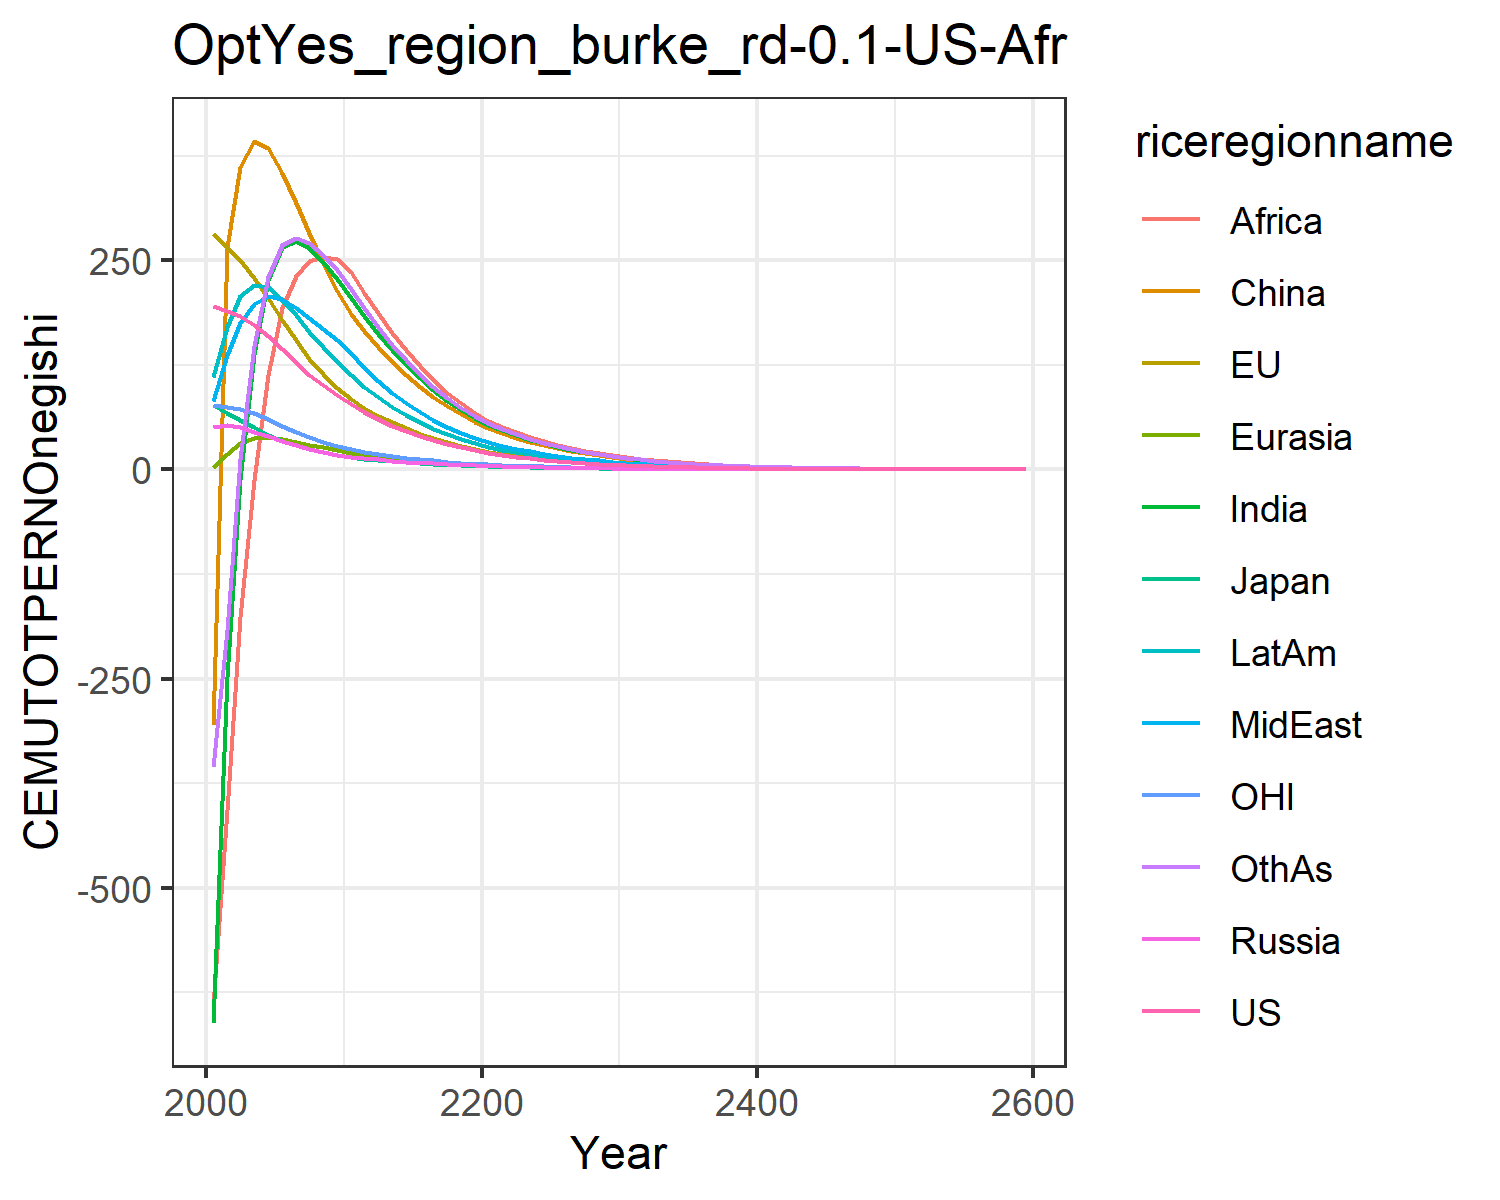 OptYes_region_burke_rd-0.1-US-Afr
CEMUTOTPERNOnegishi
250
0
-250
-500
2000
2200
2400
2600
Year
riceregionname
Africa
China
EU
Eurasia
India
Japan
LatAm
MidEast
OHI
OthAs
Russia
US